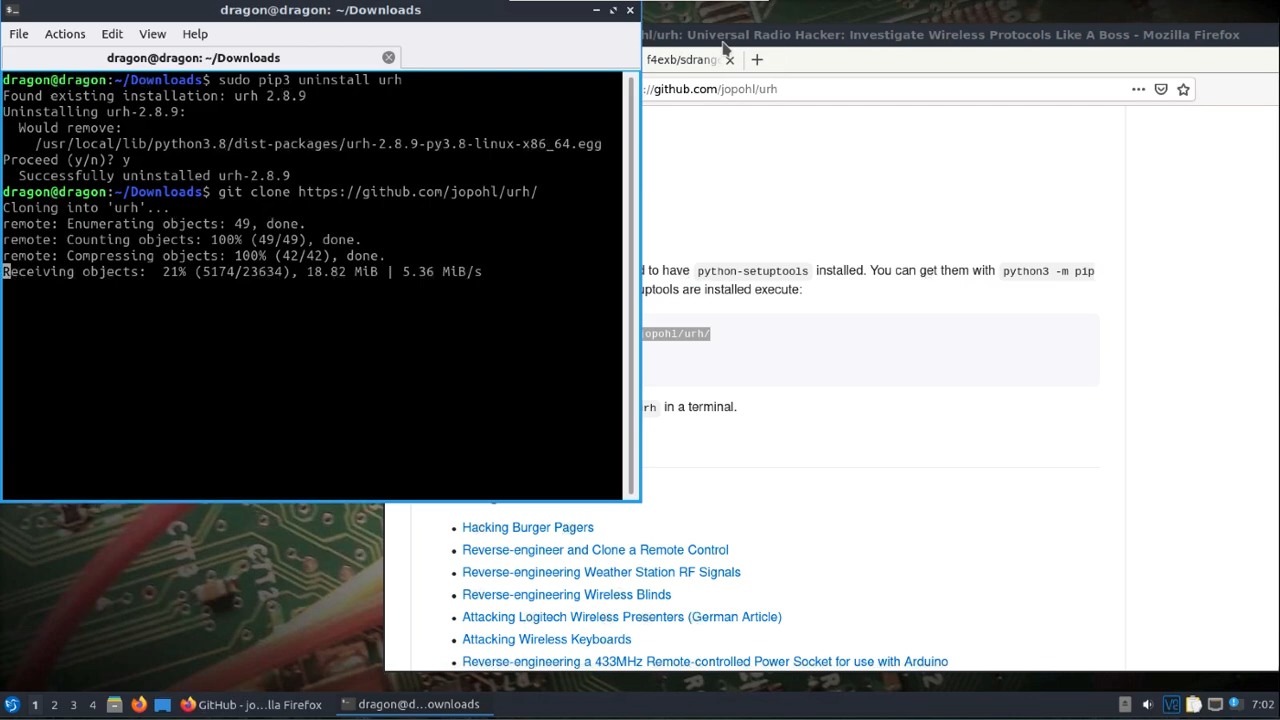 dragon@dragon: ~/Downloads
File Actions Edit View Help
dragon@dragon: ~/Downloads
dragon@dragon:~/Downloads$ sudo pip3 uninstall urh
Found existing installation: urh 2.8.9
Uninstalling urh-2.8.9:
Would remove:
/usr/local/lib/python3.8/dist-packages/urh-2.8.9-py3.8-linux-x86_64.egg
Proceed (y/n)? y
Successfully uninstalled urh-2.8.9
dragon@dragon:~/Downloads$ git clone https://github.com/jopohl/urh/
Cloning into 'urh'...
remote: Enumerating objects: 49, done.
remote: Counting objects: 100% (49/49), done.
remote: Compressing objects: 100% (42/42), done.
Receiving objects: 21% (5174/23634), 18.82 MiB | 5.36 MiB/s
hl/urh: Universal Radio Hacker: Investigate Wireless Protocols Like A Boss - Mozilla Firefox
f4exb/sdrang
://github.com/jopohl/urh
d to have python-setuptools installed. You can get them with python3 -m pip
uptools are installed execute:
jopohl/urh/
rh in a terminal.
• Hacking Burger Pagers
• Reverse-engineer and Clone a Remote Control
• Reverse-engineering Weather Station RF Signals
• Reverse-engineering Wireless Blinds
• Attacking Logitech Wireless Presenters (German Article)
• Attacking Wireless Keyboards
• Reverse-engineering a 433MHz Remote-controlled Power Socket for use with Arduino
1 2 3 4 GitHub - jo...lla Firefox dragon@d...ownloads 7:02